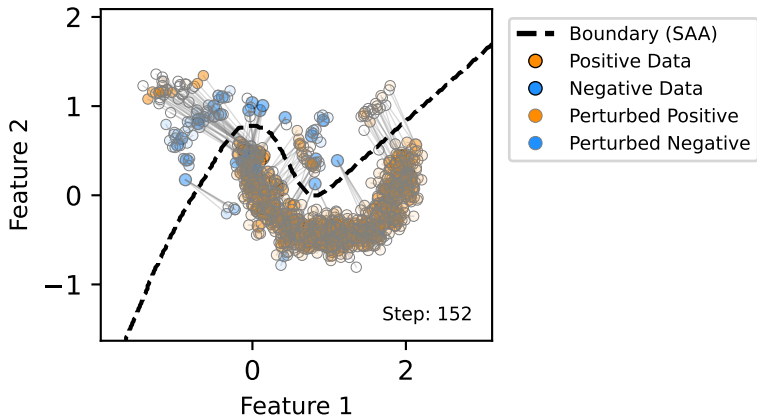 2
1
0
−1
Feature 2
0
2
Feature 1
Step: 152
Boundary (SAA)
Positive Data
Negative Data
Perturbed Positive
Perturbed Negative